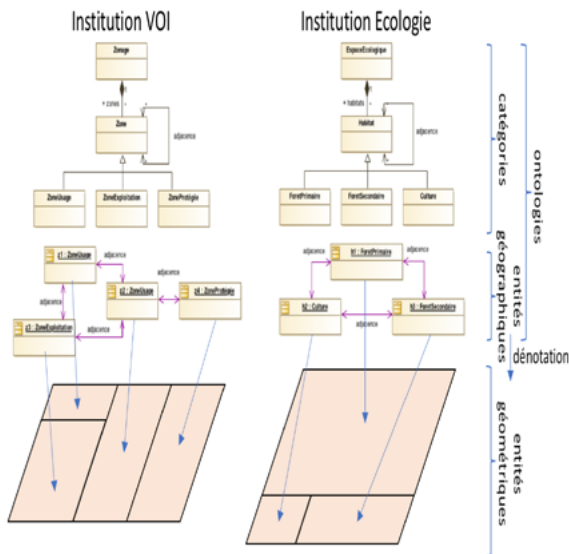 Institution VOI
Institution Ecologie
Zonage
+ zones
Zone
adjacence
ZoneUsage
ZoneExploitation
ZoneProtégée
z1 : ZoneUsage
adjacence
adjacence
z2 : ZoneUsage
adjacence
z4 : ZoneProtégée
z3 : ZoneExploitation
adjacence
EspaceEcologique
+ habitats
Habitat
adjacence
ForetPrimaire
ForetSecondaire
Culture
h1 : ForetPrimaire
adjacence
adjacence
h2 : Culture
adjacence
h3 : ForetSecondaire
catégories
ontologies
entités
géographiques
dénotation
entités
géométriques